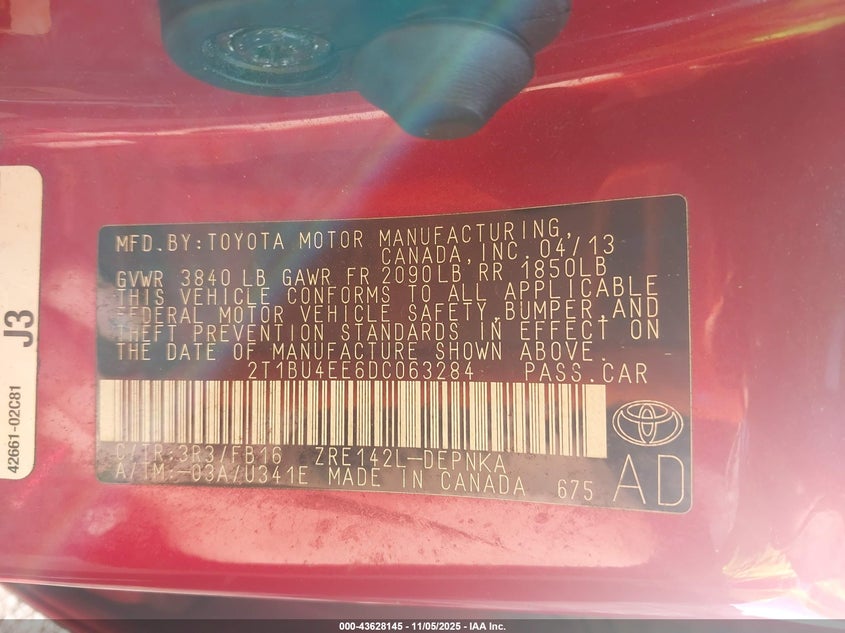 MFD.BY:TOYOTA MOTOR MANUFACTURING,
CANADA,INC. 04/13
GVWR 3840 LB GAWR FR 2090LB RR 1850LB
THIS VEHICLE CONFORMS TO ALL APPLICABLE
FEDERAL MOTOR VEHICLE SAFETY,BUMPER,AND
THEFT PREVENTION STANDARDS IN EFFECT ON
THE DATE OF MANUFACTURE SHOWN ABOVE.
2T1BU4EE6DC063284 PASS.CAR
C/TR:3R3/FB16 ZRE142L-DEPNKA
A/TM:-03A/U341E MADE IN CANADA 675
AD
J3
42661-02C81
000-43628145 - 11/05/2025 - IAA Inc.